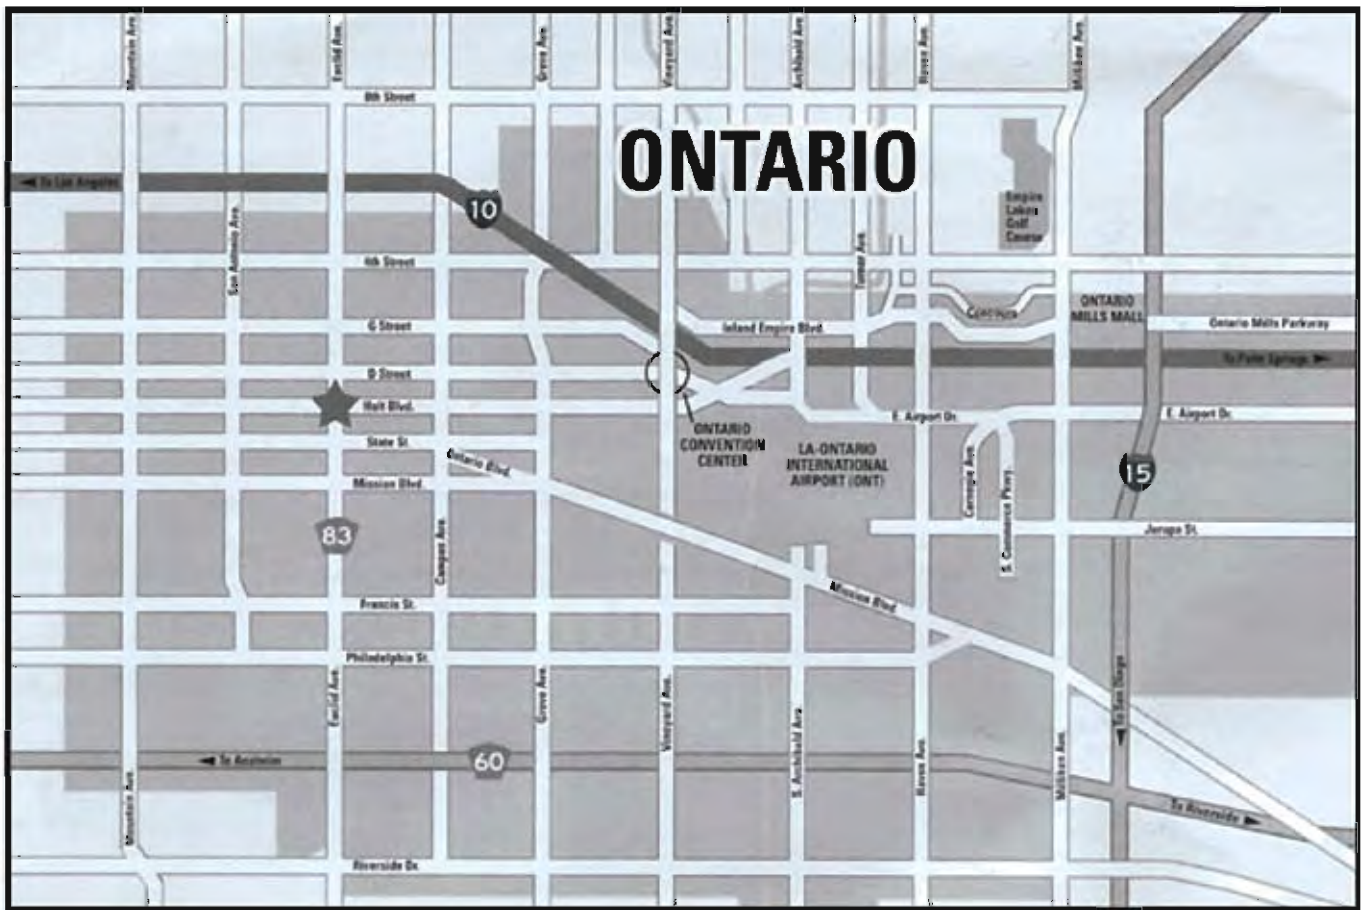 Mountain Ave.
Euclid Ave.
Grove Ave.
Vineyard Ave.
Archibald Ave.
Haven Ave.
Milliken Ave.
8th Street
ONTARIO
To Los Angeles
10
San Antonio Ave.
Empire
Lakes
Golf
Course
4th Street
Turner Ave.
G Street
Inland Empire Blvd.
ONTARIO
MILLS MALL
Ontario Mills Parkway
To Palm Springs
D Street
Holt Blvd.
E. Airport Dr.
E. Airport Dr.
State St.
Ontario Blvd.
ONTARIO
CONVENTION
CENTER
LA-ONTARIO
INTERNATIONAL
AIRPORT (ONT)
Carnegie Ave.
S. Commerce Pkwy.
15
Mission Blvd.
83
Campus Ave.
Jurupa St.
Francis St.
Mission Blvd.
Philadelphia St.
Euclid Ave.
Grove Ave.
Vineyard Ave.
S. Archibald Ave.
Haven Ave.
Milliken Ave.
To San Diego
To Anaheim
60
Mountain Ave.
To Riverside
Riverside Dr.